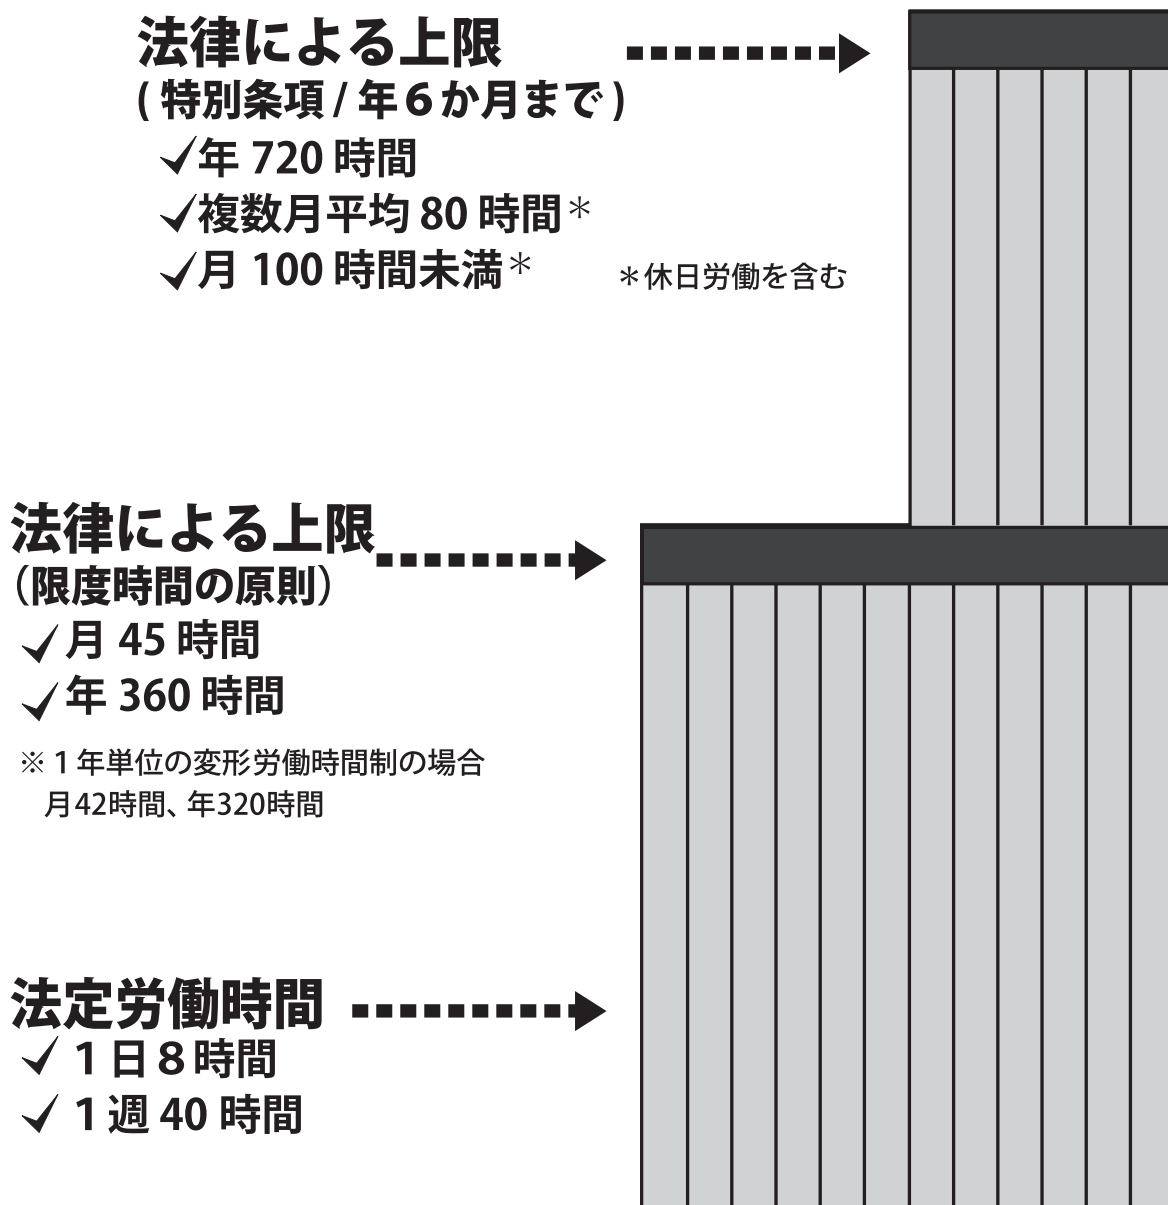 法律による上限
(特別条項/年6か月まで)
年 720 時間
複数月平均 80 時間＊
月 100 時間未満＊
＊休日労働を含む
法律による上限
（限度時間の原則）
月 45 時間
年 360 時間
※１年単位の変形労働時間制の場合
月42時間、年320時間
法定労働時間
１日８時間
１週 40 時間